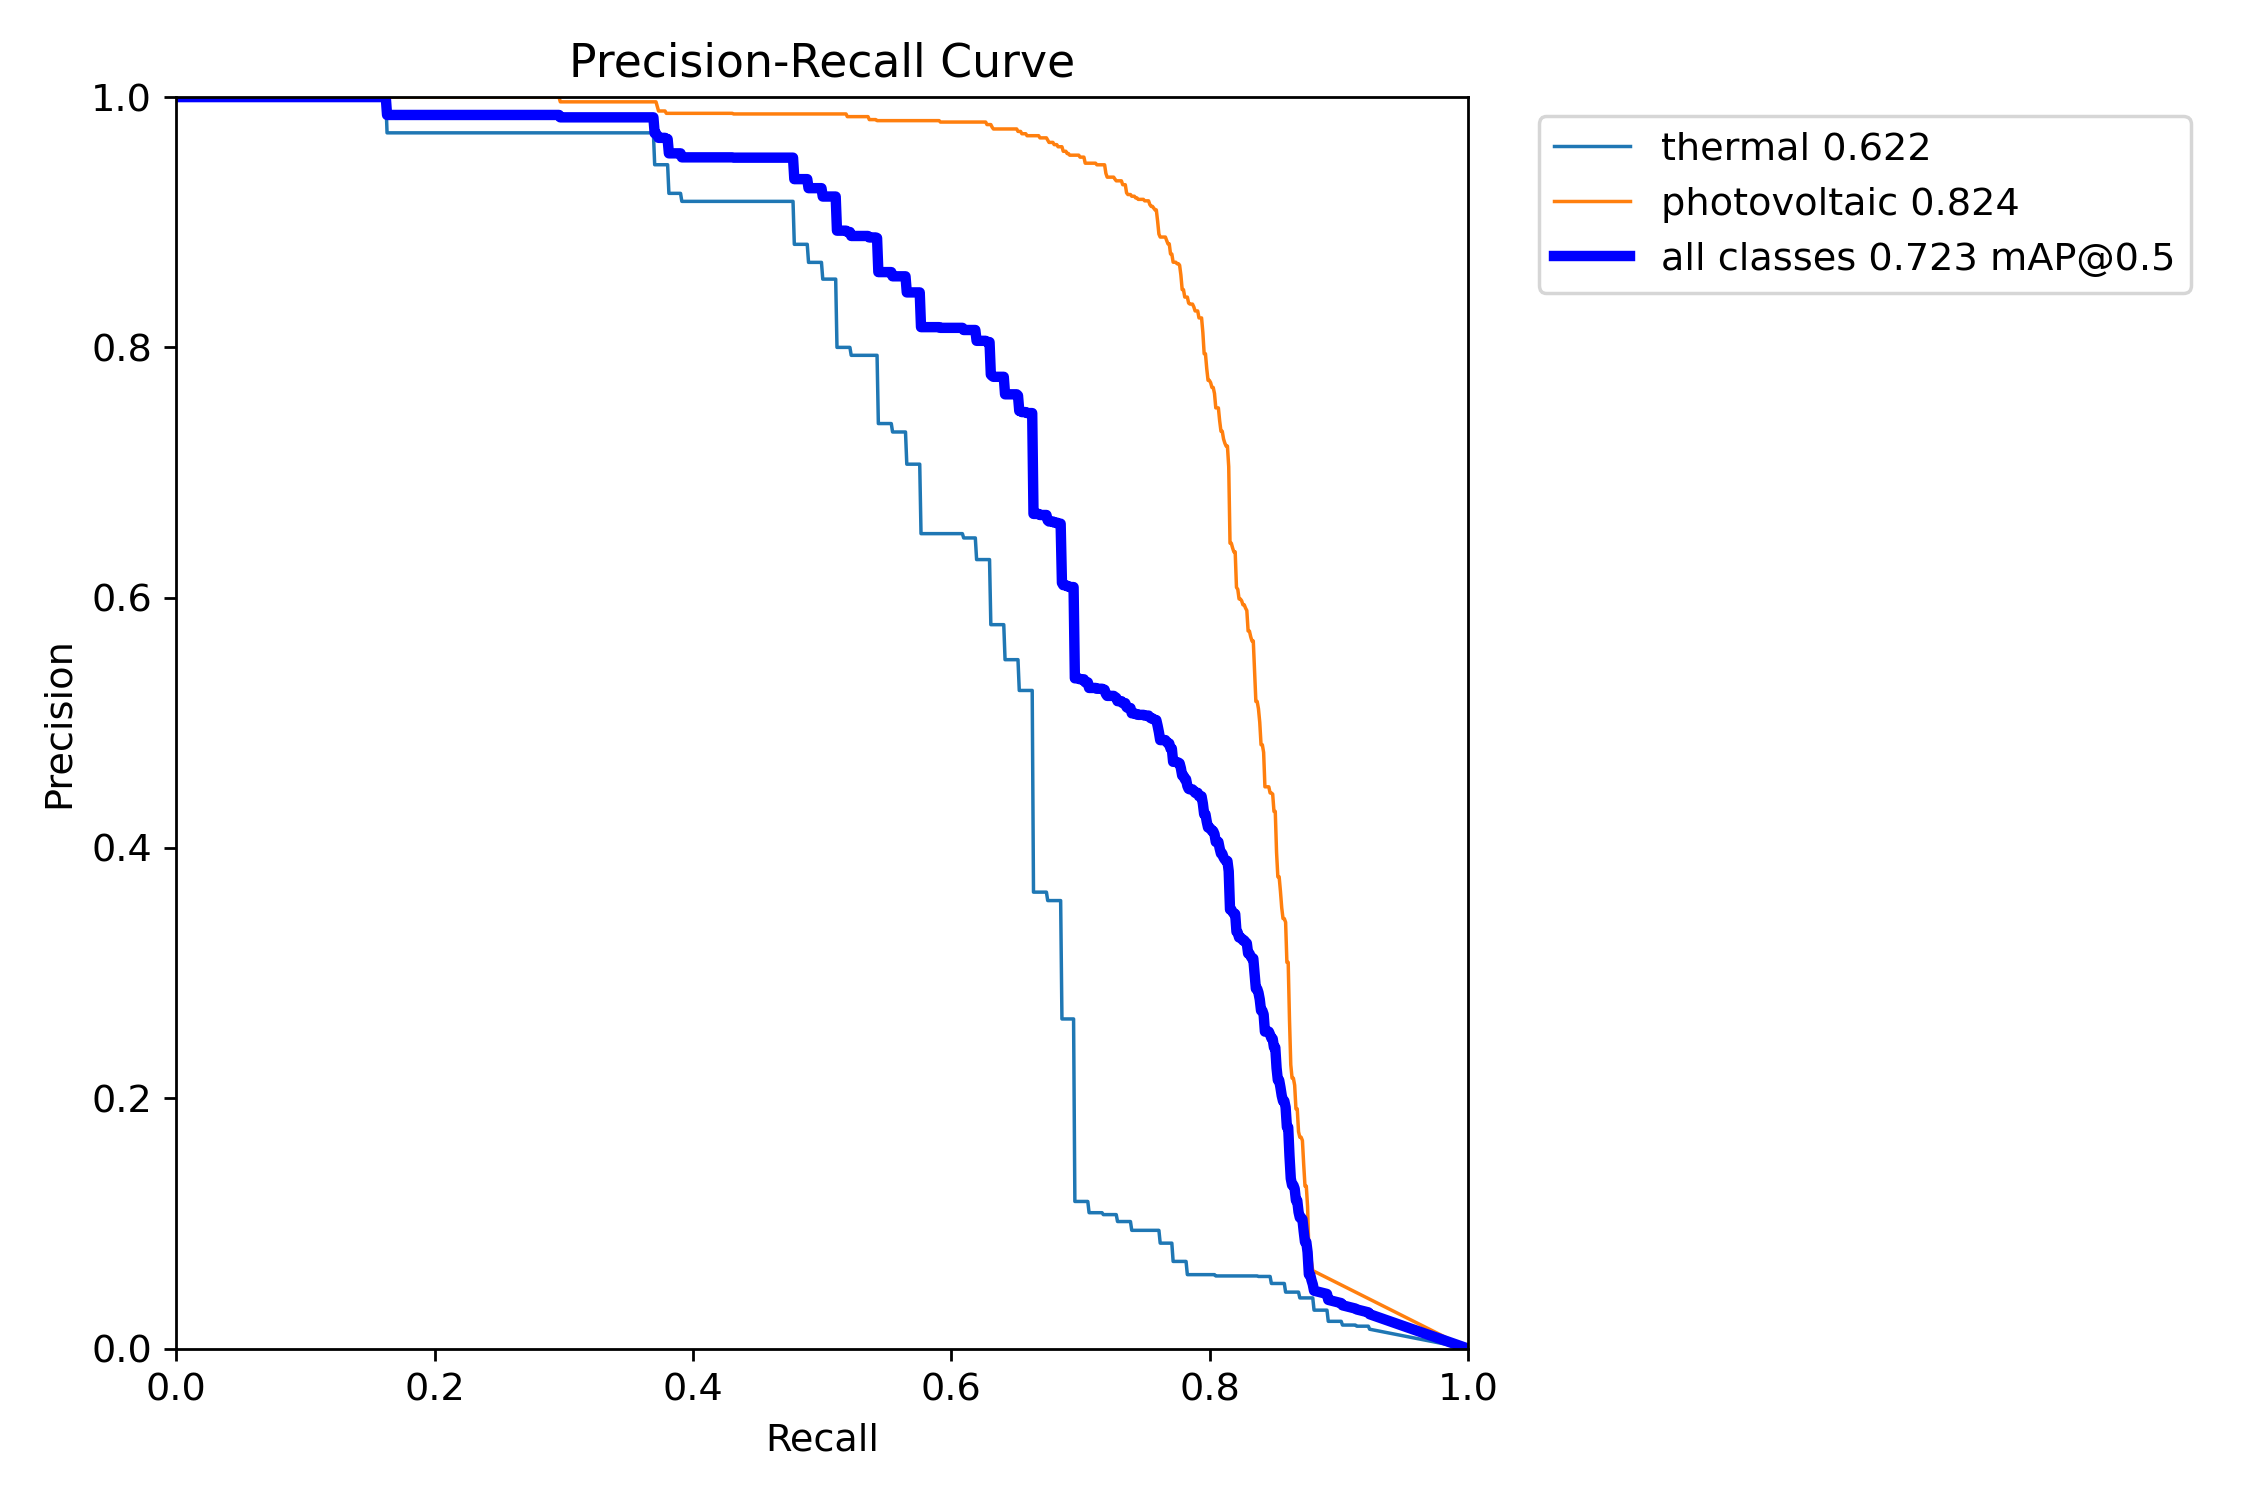 Precision-Recall Curve
1.0
0.8
0.6
0.4
0.2
0.0
Precision
0.0 0.2 0.4 0.6 0.8 1.0
Recall
thermal 0.622
photovoltaic 0.824
all classes 0.723 mAP@0.5